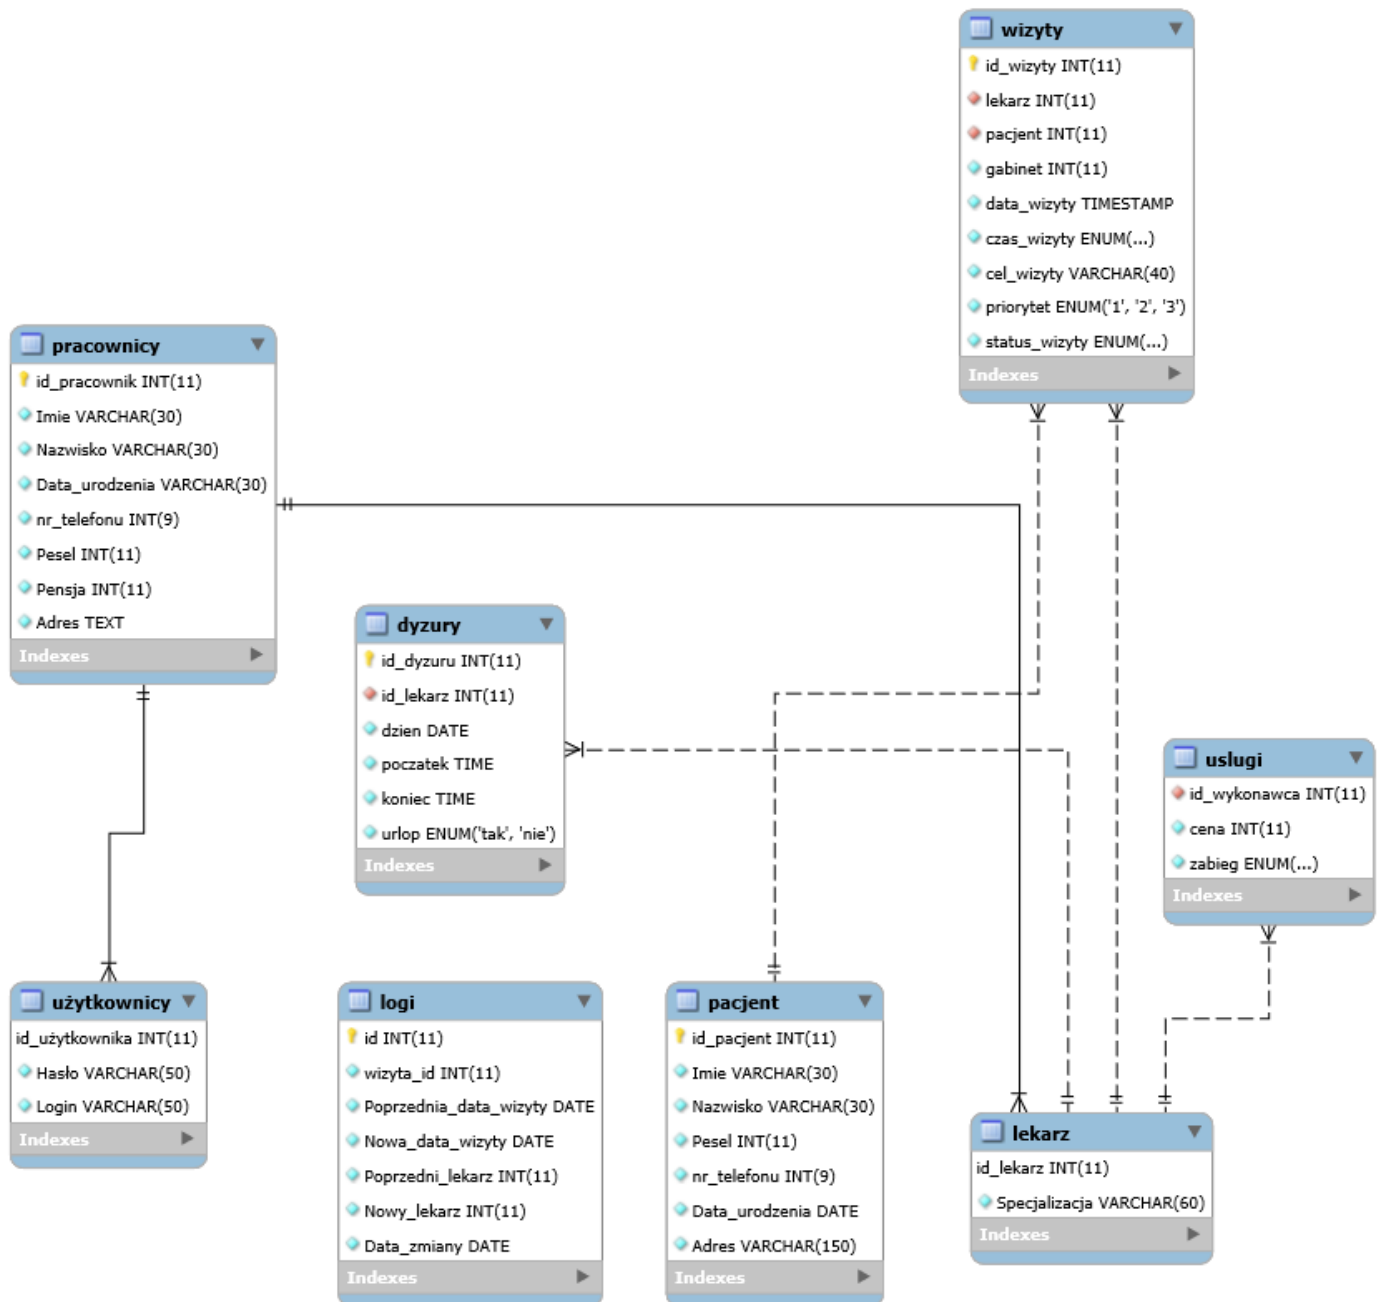 wizyty
id_wizyty INT(11)
lekarz INT(11)
pacjent INT(11)
gabinet INT(11)
data_wizyty TIMESTAMP
czas_wizyty ENUM(...)
cel_wizyty VARCHAR(40)
priorytet ENUM('1', '2', '3')
status_wizyty ENUM(...)
Indexes
pracownicy
id_pracownik INT(11)
Imie VARCHAR(30)
Nazwisko VARCHAR(30)
Data_urodzenia VARCHAR(30)
nr_telefonu INT(9)
Pesel INT(11)
Pensja INT(11)
Adres TEXT
Indexes
dyzury
id_dyzuru INT(11)
id_lekarz INT(11)
dzien DATE
poczatek TIME
koniec TIME
urlop ENUM('tak', 'nie')
Indexes
uslugi
id_wykonawca INT(11)
cena INT(11)
zabieg ENUM(...)
Indexes
użytkownicy
id_użytkownika INT(11)
Hasło VARCHAR(50)
Login VARCHAR(50)
Indexes
logi
id INT(11)
wizyta_id INT(11)
Poprzednia_data_wizyty DATE
Nowa_data_wizyty DATE
Poprzedni_lekarz INT(11)
Nowy_lekarz INT(11)
Data_zmiany DATE
Indexes
pacjent
id_pacjent INT(11)
Imie VARCHAR(30)
Nazwisko VARCHAR(30)
Pesel INT(11)
nr_telefonu INT(9)
Data_urodzenia DATE
Adres VARCHAR(150)
Indexes
lekarz
id_lekarz INT(11)
Specjalizacja VARCHAR(60)
Indexes